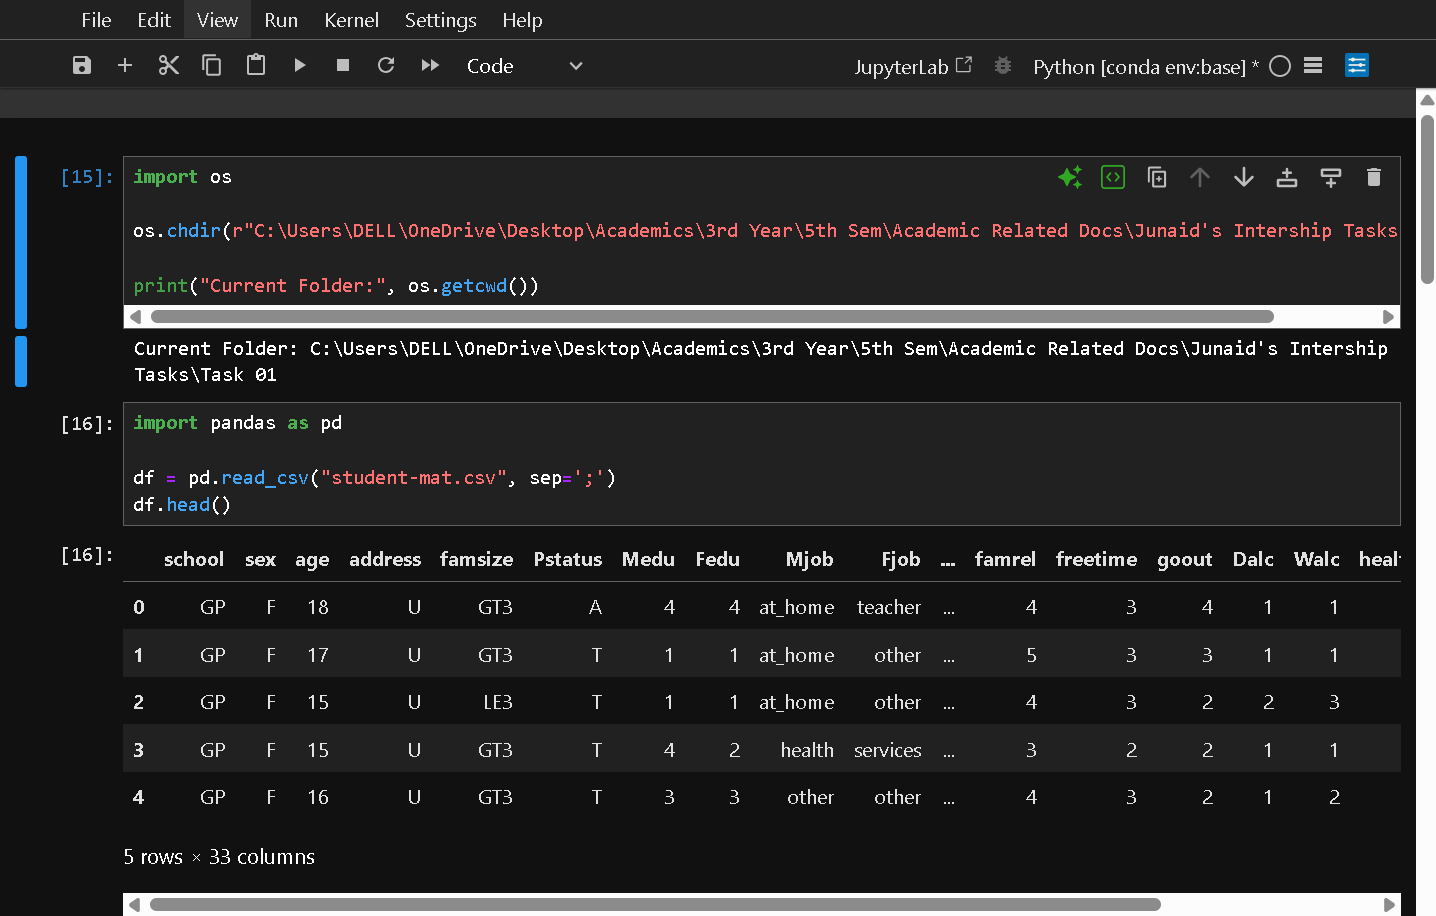 File Edit View Run Kernel Settings Help
Code JupyterLab Python [conda env:base] *
[15]: import os
os.chdir(r"C:\Users\DELL\OneDrive\Desktop\Academics\3rd Year\5th Sem\Academic Related Docs\Junaid's Intership Tasks
print("Current Folder:", os.getcwd())
Current Folder: C:\Users\DELL\OneDrive\Desktop\Academics\3rd Year\5th Sem\Academic Related Docs\Junaid's Intership
Tasks\Task 01
[16]: import pandas as pd
df = pd.read_csv("student-mat.csv", sep=';')
df.head()
[16]: school sex age address famsize Pstatus Medu Fedu Mjob Fjob ... famrel freetime goout Dalc Walc healt
0 GP F 18 U GT3 A 4 4 at_home teacher ... 4 3 4 1 1
1 GP F 17 U GT3 T 1 1 at_home other ... 5 3 3 1 1
2 GP F 15 U LE3 T 1 1 at_home other ... 4 3 2 2 3
3 GP F 15 U GT3 T 4 2 health services ... 3 2 2 1 1
4 GP F 16 U GT3 T 3 3 other other ... 4 3 2 1 2
5 rows × 33 columns